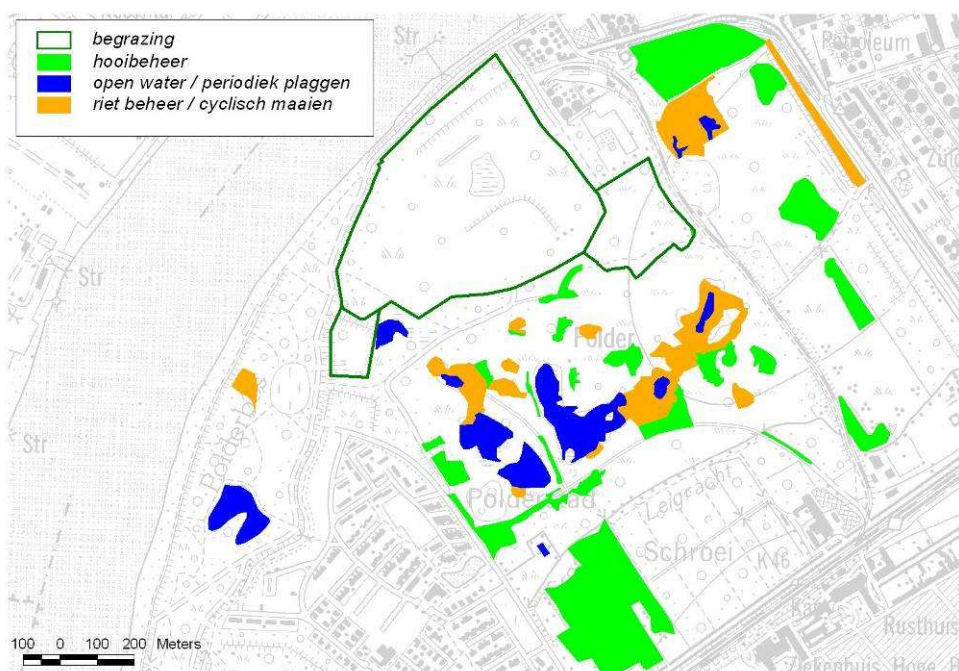 begrazing
hooibeheer
open water / periodiek plaggen
riet beheer / cyclisch maaien
Str
Petroleum
Str
Str
Polder
Leigracht
Schroei
K46
Rusthuis
100 0 100 200 Meters